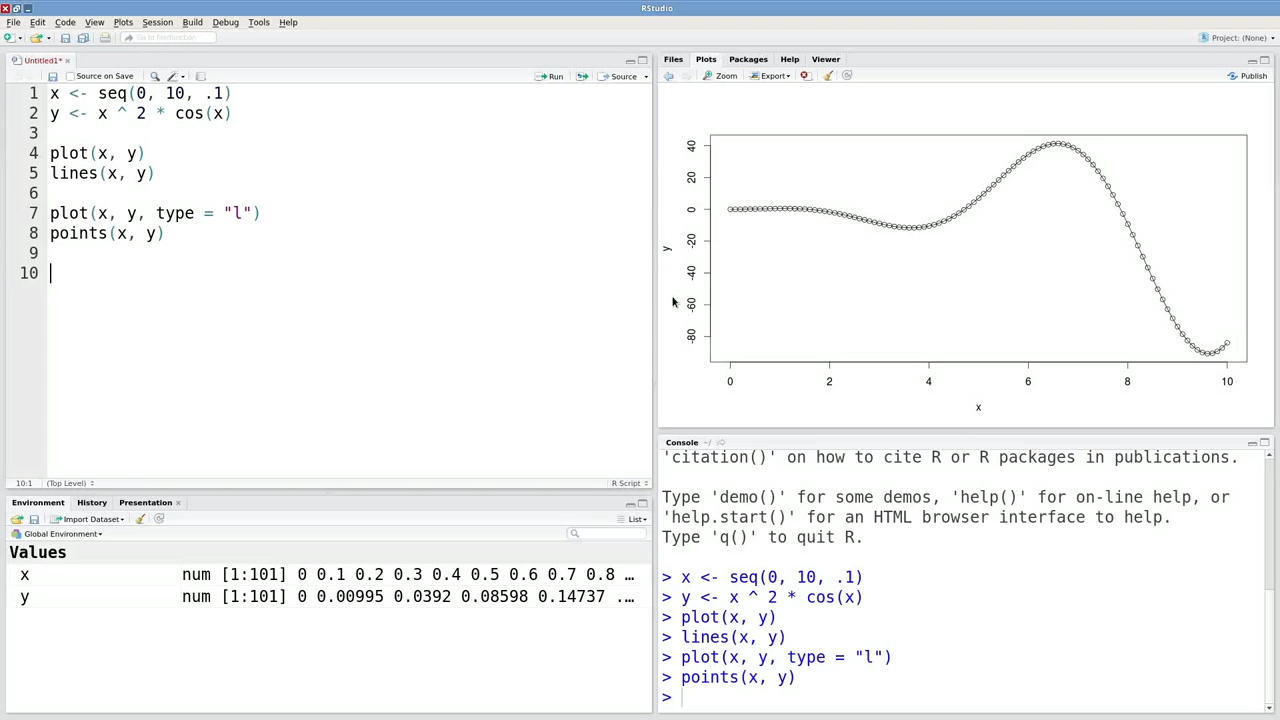 RStudio
File Edit Code View Plots Session Build Debug Tools Help
Go to file/function
Project: (None)
Untitled1*
Source on Save
Run
Source
1 x <- seq(0, 10, .1)
2 y <- x ^ 2 * cos(x)
3
4 plot(x, y)
5 lines(x, y)
6
7 plot(x, y, type = "l")
8 points(x, y)
9
10
10:1 (Top Level) R Script
Environment History Presentation
Import Dataset
List
Global Environment
Values
x num [1:101] 0 0.1 0.2 0.3 0.4 0.5 0.6 0.7 0.8 …
y num [1:101] 0 0.00995 0.0392 0.08598 0.14737 .…
Files Plots Packages Help Viewer
Zoom Export Publish
40
20
0
-20
-40
-60
-80
y
0 2 4 6 8 10
x
Console ~/
'citation()' on how to cite R or R packages in publications.
Type 'demo()' for some demos, 'help()' for on-line help, or
'help.start()' for an HTML browser interface to help.
Type 'q()' to quit R.
> x <- seq(0, 10, .1)
> y <- x ^ 2 * cos(x)
> plot(x, y)
> lines(x, y)
> plot(x, y, type = "l")
> points(x, y)
>